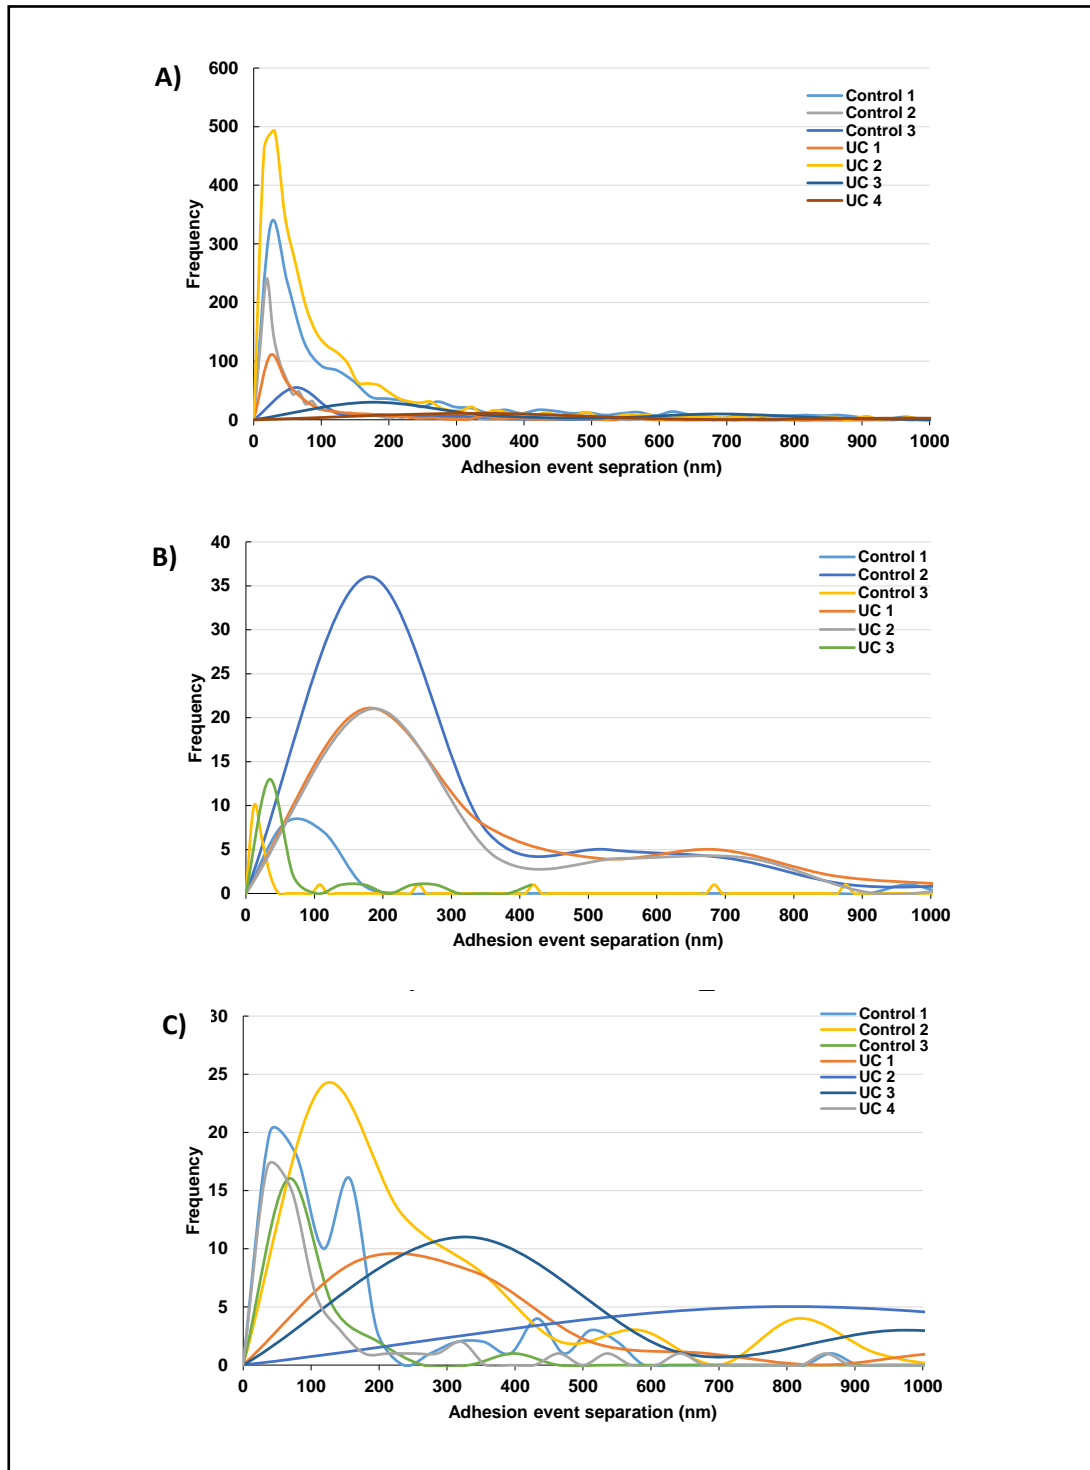 A)
600
500
400
300
200
100
0
Frequency
Control 1
Control 2
Control 3
UC 1
UC 2
UC 3
UC 4
0 100 200 300 400 500 600 700 800 900 1000
Adhesion event sepration (nm)
B)
40
35
30
25
20
15
10
5
0
Frequency
Control 1
Control 2
Control 3
UC 1
UC 2
UC 3
0 100 200 300 400 500 600 700 800 900 1000
Adhesion event separation (nm)
C)
30
25
20
15
10
5
0
Frequency
Control 1
Control 2
Control 3
UC 1
UC 2
UC 3
UC 4
0 100 200 300 400 500 600 700 800 900 1000
Adhesion event separation (nm)